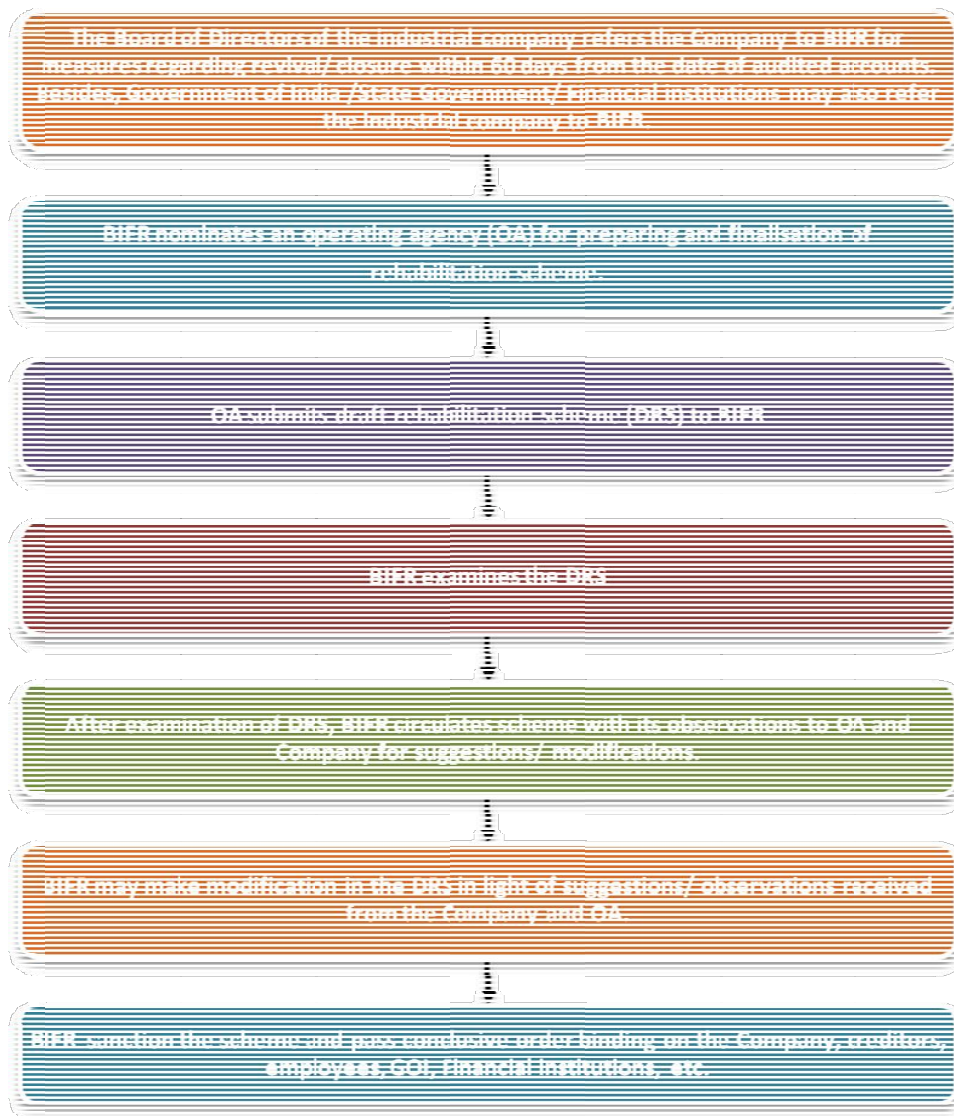 The Board of Directors of the industrial company refers the Company to BIFR for
measures regarding revival/ closure within 60 days from the date of audited accounts.
Besides, Government of India /State Government/ Financial institutions may also refer
the industrial company to BIFR.
BIFR nominates an operating agency (OA) for preparing and finalisation of
rehabilitation scheme.
OA submits draft rehabilitation scheme (DRS) to BIFR
BIFR examines the DRS
After examination of DRS, BIFR circulates scheme with its observations to OA and
Company for suggestions/ modifications.
BIFR may make modification in the DRS in light of suggestions/ observations received
from the Company and OA.
BIFR sanction the scheme and pass conclusive order binding on the Company, creditors,
employees, GOI, Financial Institutions, etc.